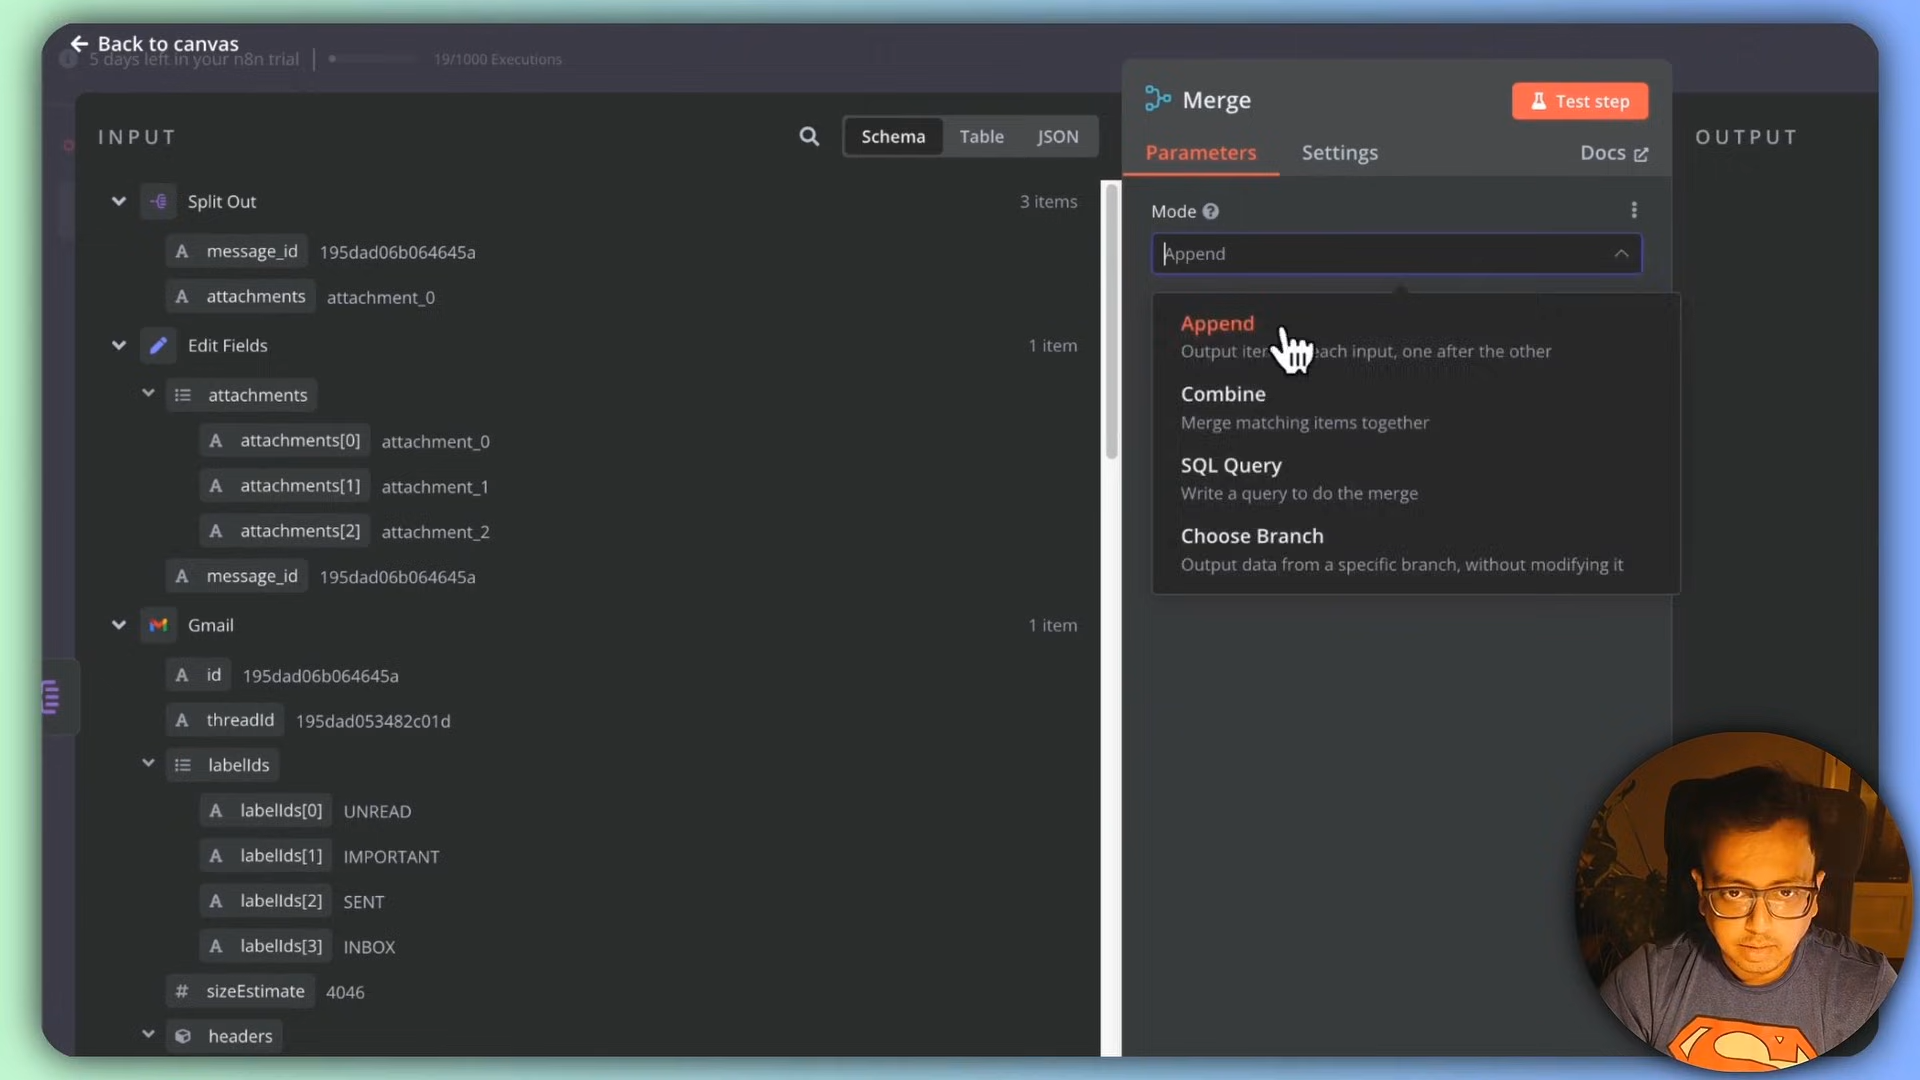 Back to canvas
5 days left in your n8n trial
19/1000 Executions
INPUT
Schema
Table
JSON
Split Out
3 items
message_id
195dad06b064645a
attachments
attachment_0
Edit Fields
1 item
attachments
attachments[0]
attachment_0
attachments[1]
attachment_1
attachments[2]
attachment_2
message_id
195dad06b064645a
Gmail
1 item
id
195dad06b064645a
threadId
195dad053482c01d
labelIds
labelIds[0]
UNREAD
labelIds[1]
IMPORTANT
labelIds[2]
SENT
labelIds[3]
INBOX
sizeEstimate
4046
headers
Merge
Test step
Parameters
Settings
Docs
Mode
Append
Append
Output each input, one after the other
Combine
Merge matching items together
SQL Query
Write a query to do the merge
Choose Branch
Output data from a specific branch, without modifying it
OUTPUT